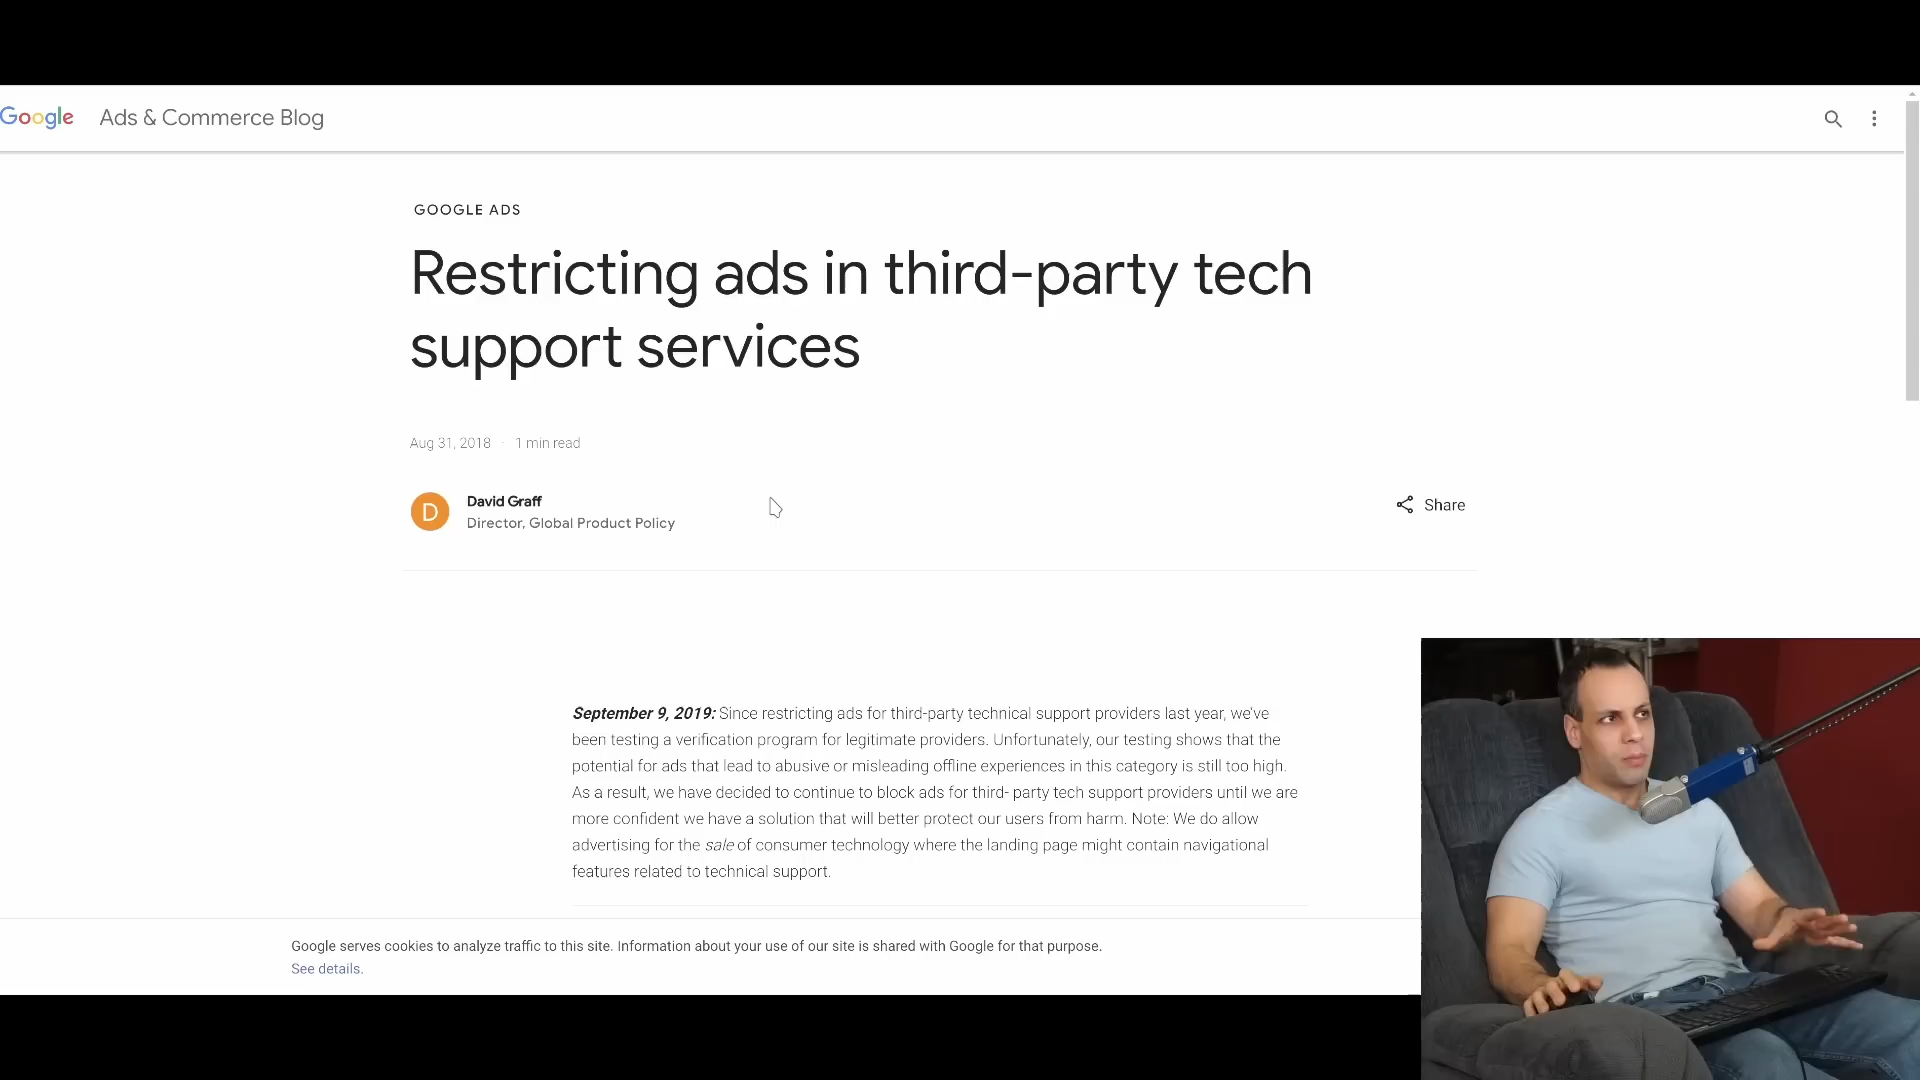 Google Ads & Commerce Blog
GOOGLE ADS
Restricting ads in third-party tech
support services
Aug 31, 2018 · 1 min read
D
David Graff
Director, Global Product Policy
Share
September 9, 2019: Since restricting ads for third-party technical support providers last year, we've
been testing a verification program for legitimate providers. Unfortunately, our testing shows that the
potential for ads that lead to abusive or misleading offline experiences in this category is still too high.
As a result, we have decided to continue to block ads for third- party tech support providers until we are
more confident we have a solution that will better protect our users from harm. Note: We do allow
advertising for the sale of consumer technology where the landing page might contain navigational
features related to technical support.
Google serves cookies to analyze traffic to this site. Information about your use of our site is shared with Google for that purpose.
See details.